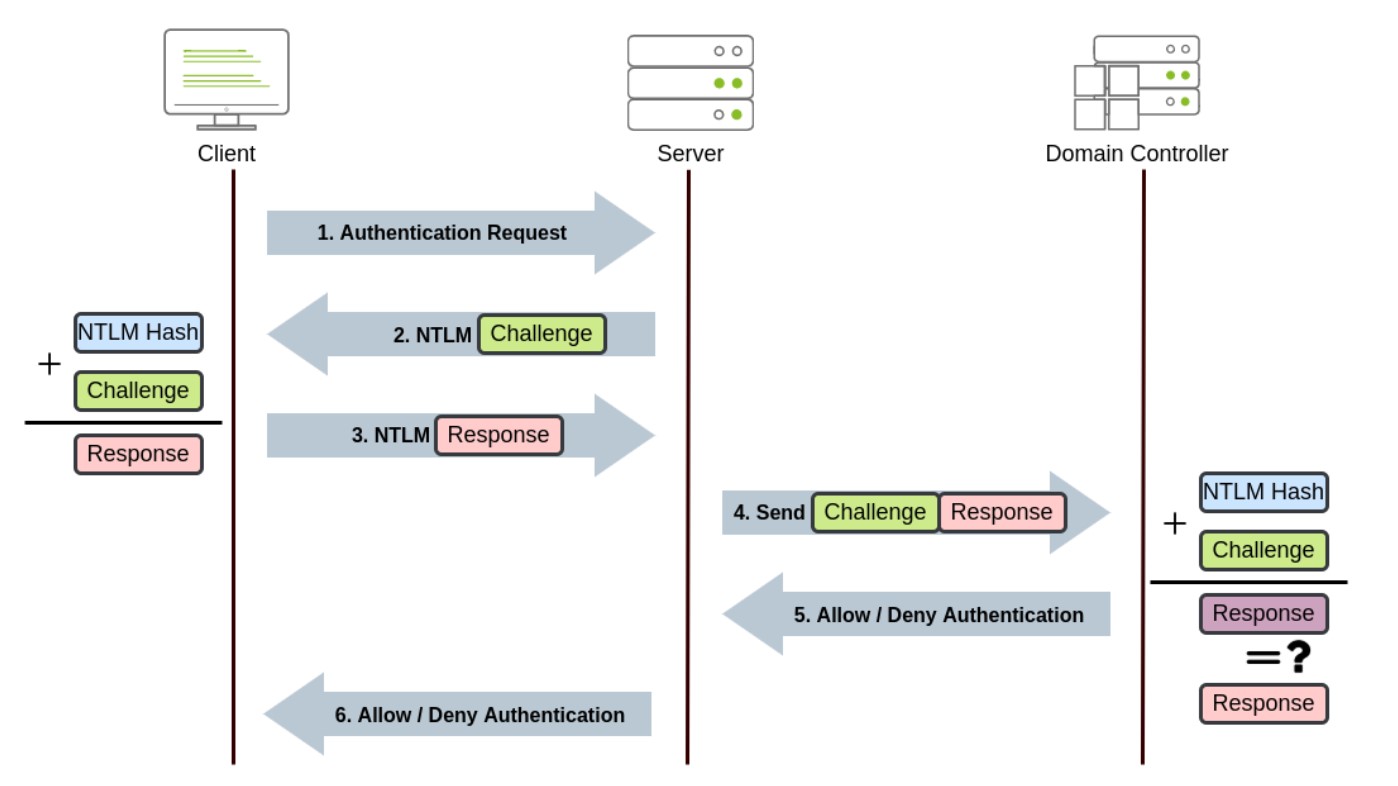 Client
Server
Domain Controller
1. Authentication Request
2. NTLM Challenge
NTLM Hash
+
Challenge
Response
3. NTLM Response
4. Send Challenge Response
NTLM Hash
+
Challenge
Response
=?
Response
5. Allow / Deny Authentication
6. Allow / Deny Authentication